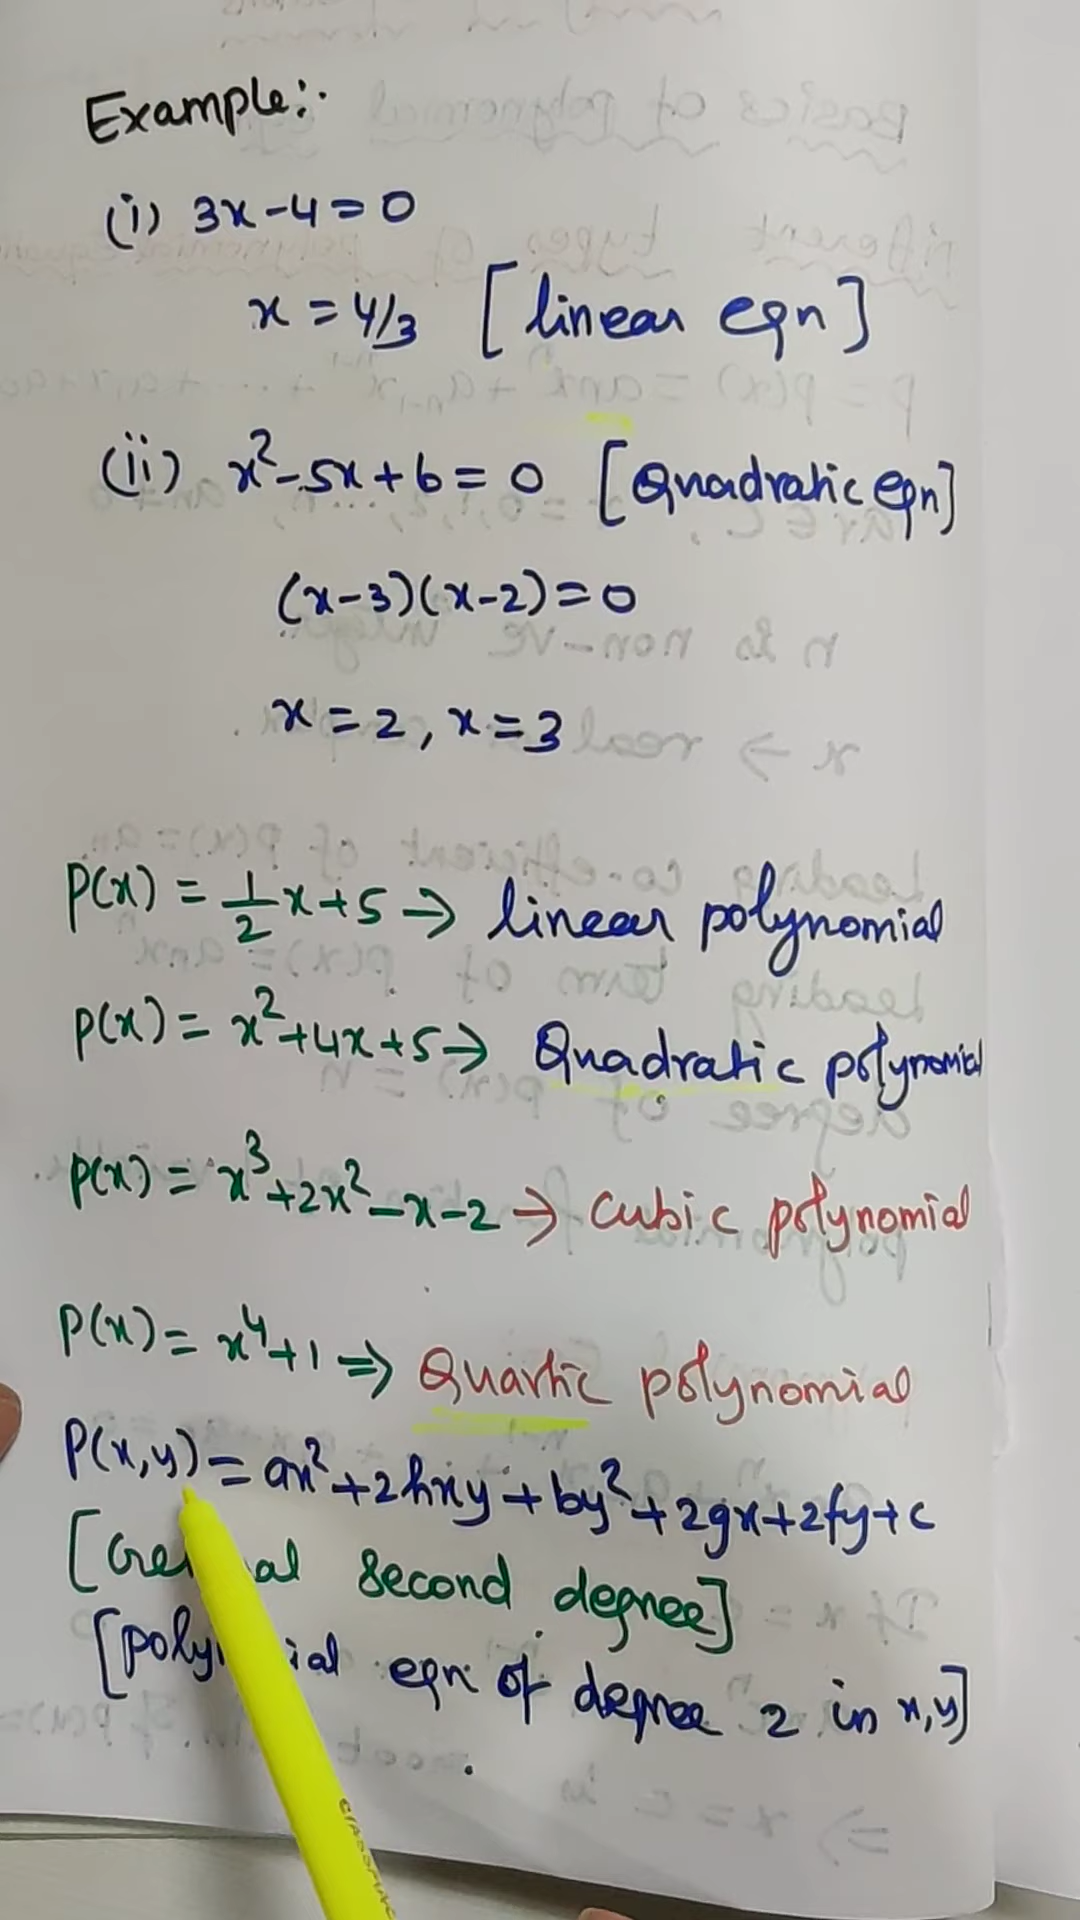 Example:-
(i) 3x-4=0
x = 4/3 [linear eqn]
(ii) x²-5x+6=0 [Quadratic eqn]
(x-3)(x-2)=0
x=2, x=3
P(x) = 1/2 x+5 → linear polynomial
P(x) = x²+4x+5 → Quadratic polynomial
P(x) = x³+2x²-x-2 → cubic polynomial
P(x) = x⁴+1 ⇒ Quartic polynomial
P(x,y) = ax²+2hxy+by²+2gx+2fy+c
[Ge al second degree]
[poly ial eqn of degree 2 in x,y]